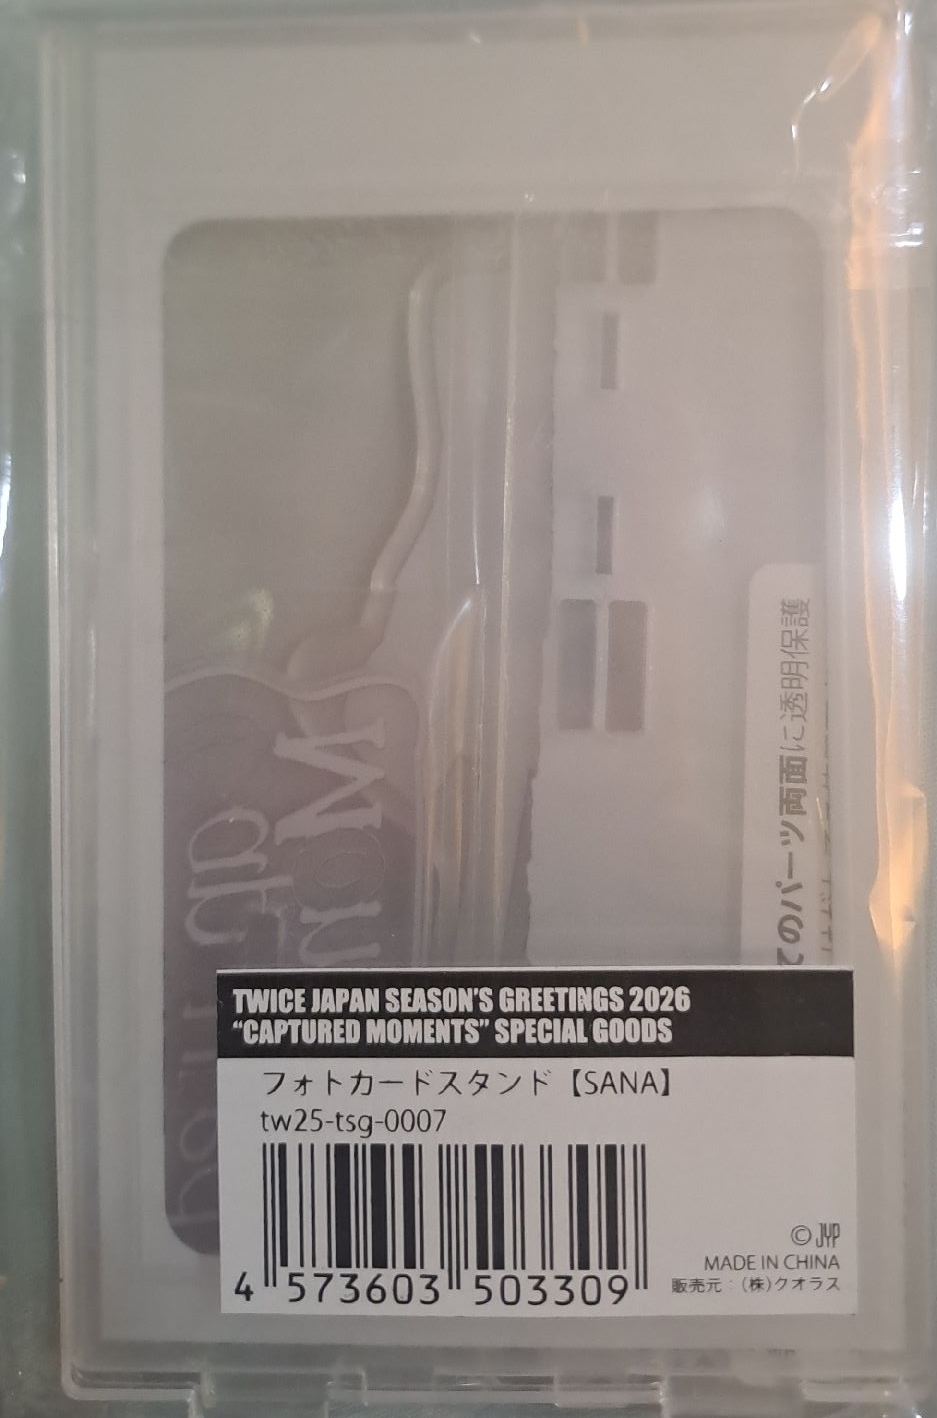 てのパーツ両面に透明保護
TWICE JAPAN SEASON'S GREETINGS 2026
"CAPTURED MOMENTS" SPECIAL GOODS
フォトカードスタンド【SANA】
tw25-tsg-0007
4 573603 503309
© JYP
MADE IN CHINA
販売元：(株)クオラス